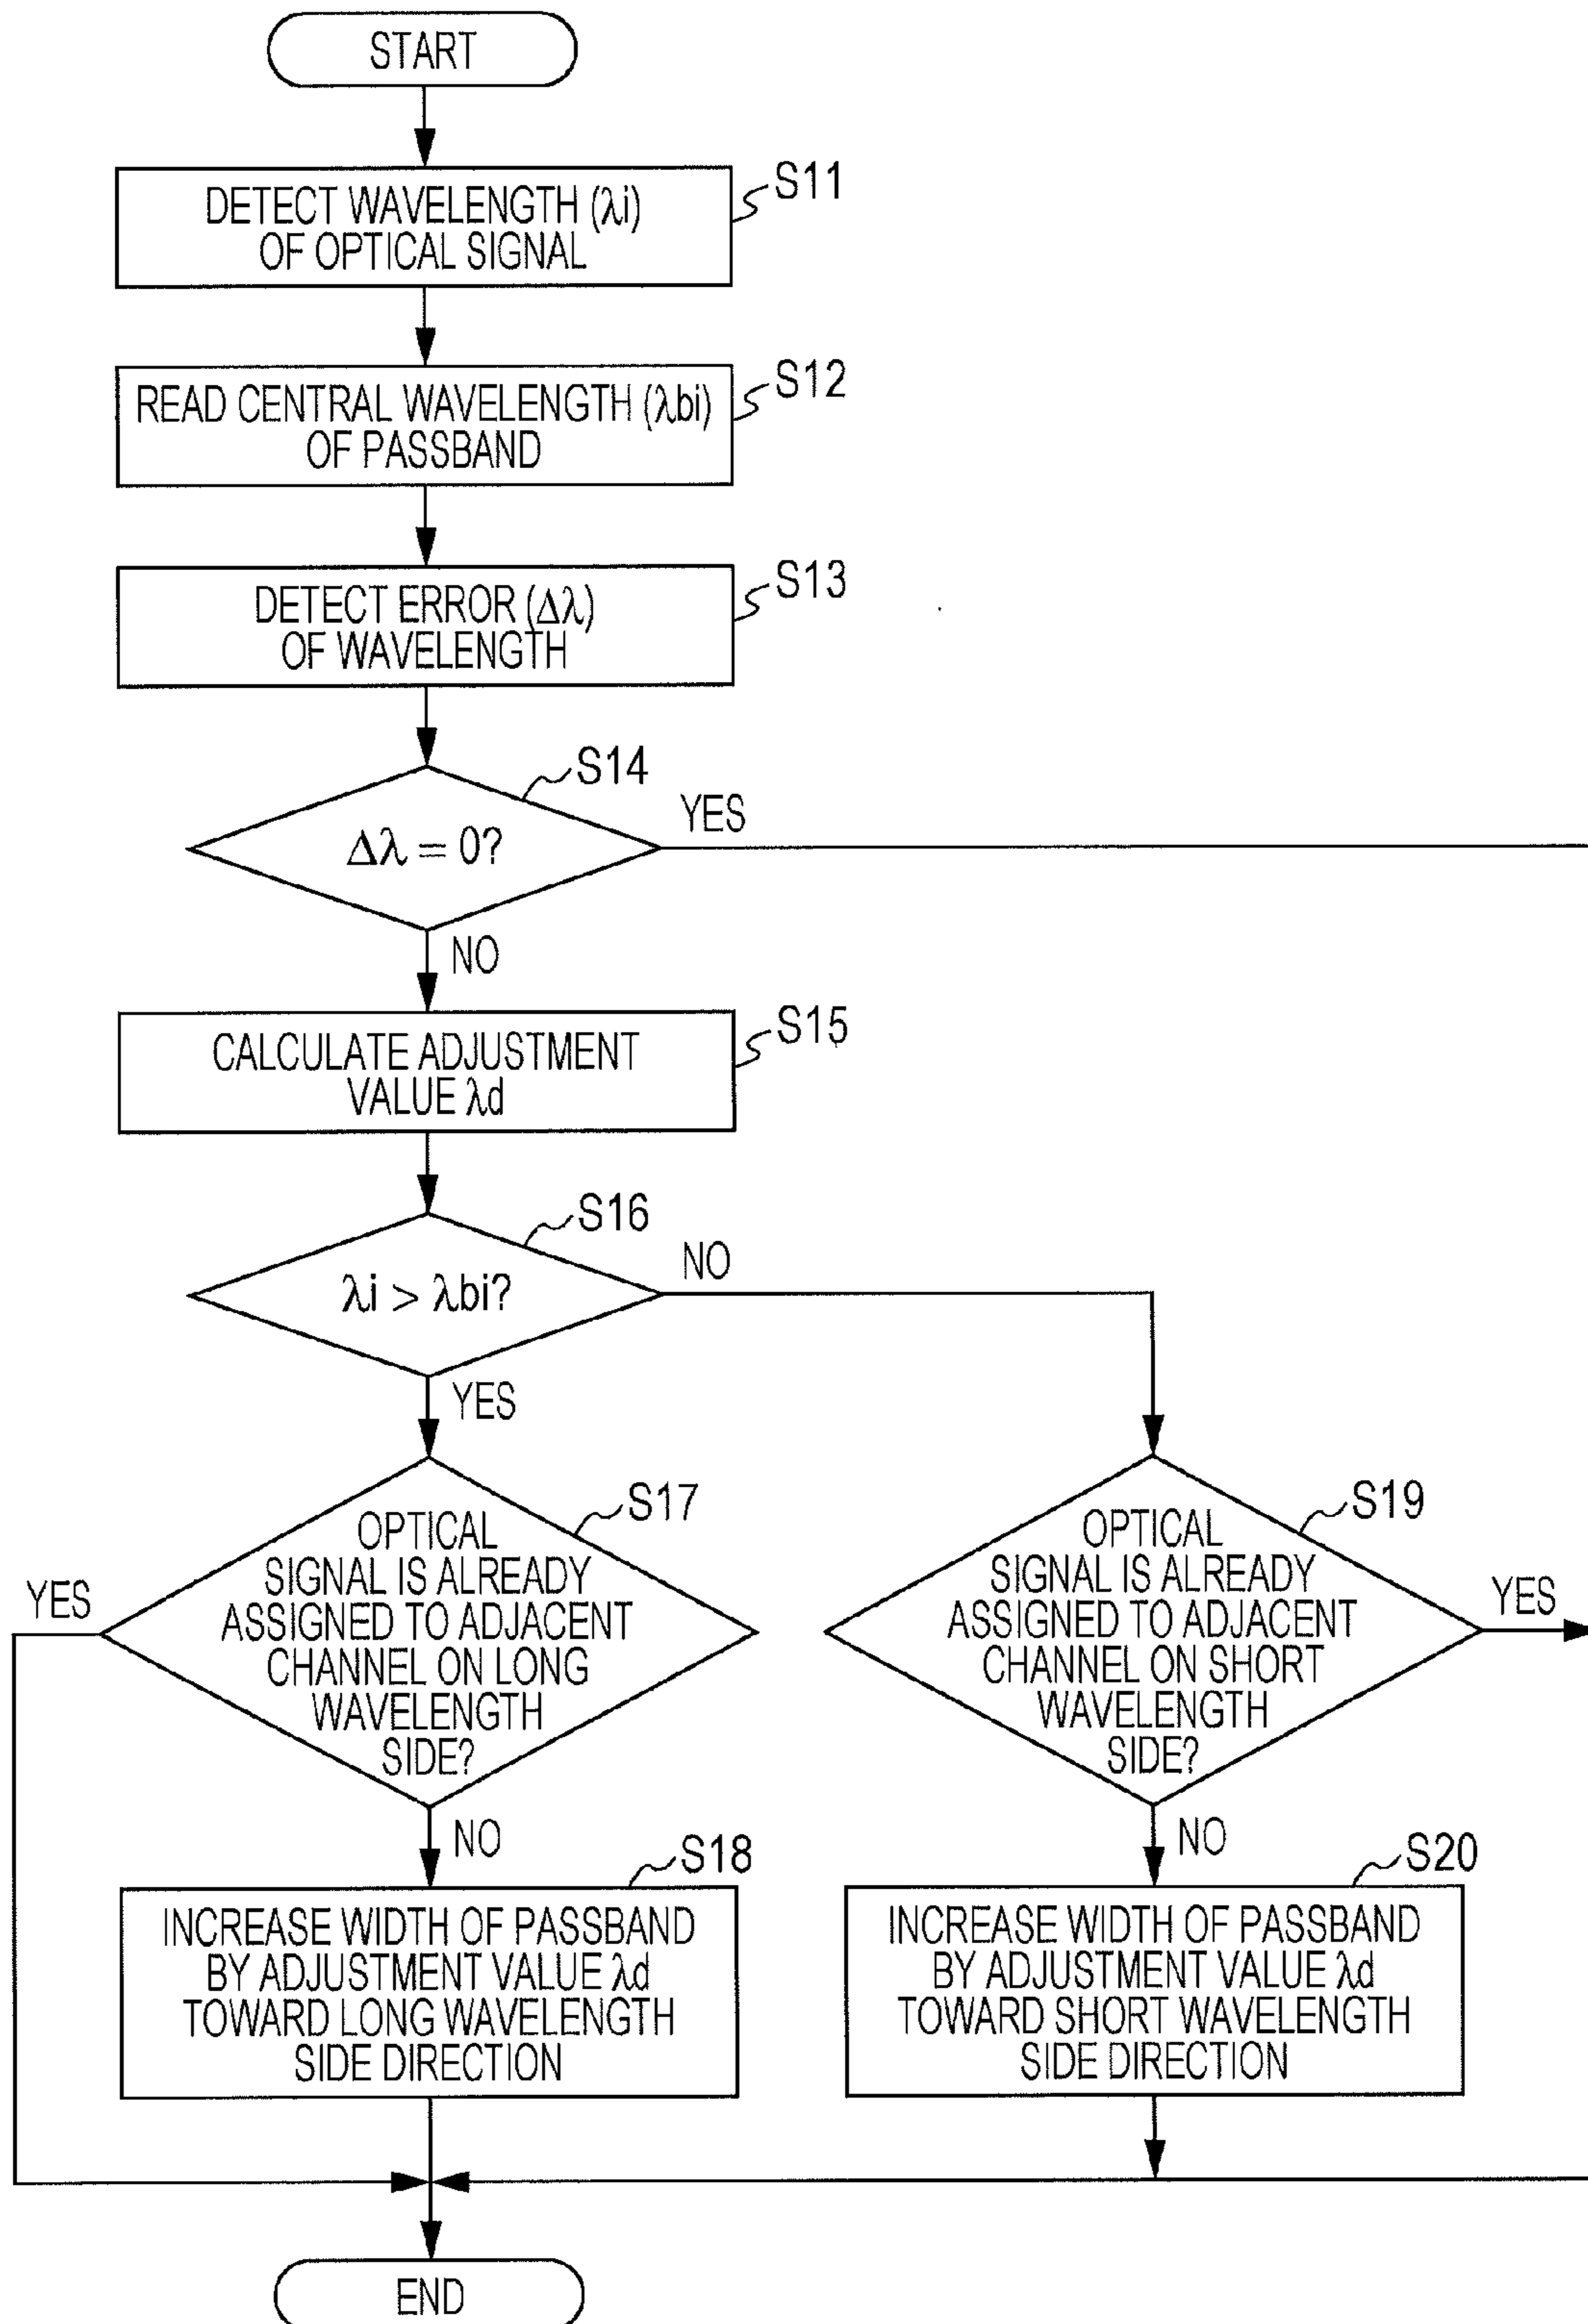 START
S11
DETECT WAVELENGTH (λi)
OF OPTICAL SIGNAL
S12
READ CENTRAL WAVELENGTH (λbi)
OF PASSBAND
S13
DETECT ERROR (Δλ)
OF WAVELENGTH
S14
Δλ = 0?
YES
NO
S15
CALCULATE ADJUSTMENT
VALUE λd
S16
λi > λbi?
NO
YES
S17
OPTICAL
SIGNAL IS ALREADY
ASSIGNED TO ADJACENT
CHANNEL ON LONG
WAVELENGTH
SIDE?
YES
NO
S18
INCREASE WIDTH OF PASSBAND
BY ADJUSTMENT VALUE λd
TOWARD LONG WAVELENGTH
SIDE DIRECTION
S19
OPTICAL
SIGNAL IS ALREADY
ASSIGNED TO ADJACENT
CHANNEL ON SHORT
WAVELENGTH
SIDE?
YES
NO
S20
INCREASE WIDTH OF PASSBAND
BY ADJUSTMENT VALUE λd
TOWARD SHORT WAVELENGTH
SIDE DIRECTION
END